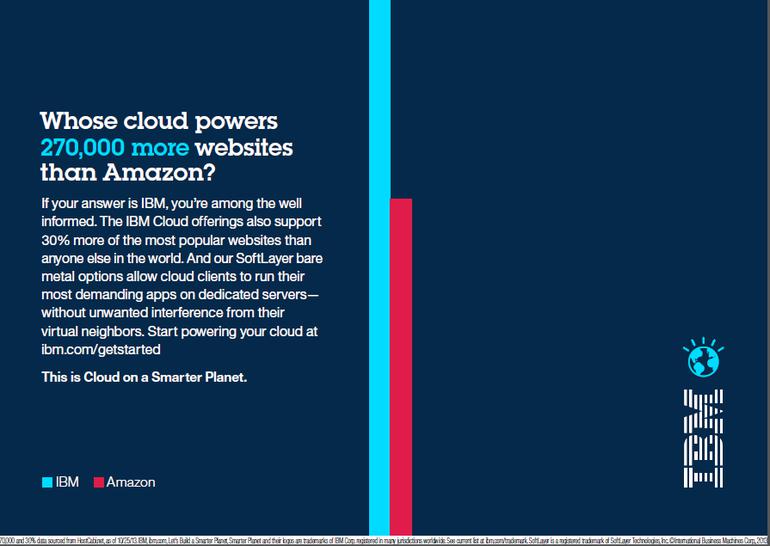 Whose cloud powers
270,000 more websites
than Amazon?
If your answer is IBM, you're among the well
informed. The IBM Cloud offerings also support
30% more of the most popular websites than
anyone else in the world. And our SoftLayer bare
metal options allow cloud clients to run their
most demanding apps on dedicated servers—
without unwanted interference from their
virtual neighbors. Start powering your cloud at
ibm.com/getstarted
This is Cloud on a Smarter Planet.
IBM
IBM Amazon
70,000 and 30% data sourced from HostCabinet, as of 10/25/13. IBM, ibm.com, Let's Build a Smarter Planet, Smarter Planet and their logos are trademarks of IBM Corp. registered in many jurisdictions worldwide. See current list at ibm.com/trademark. SoftLayer is a registered trademark of SoftLayer Technologies, Inc. ©International Business Machines Corp., 2013